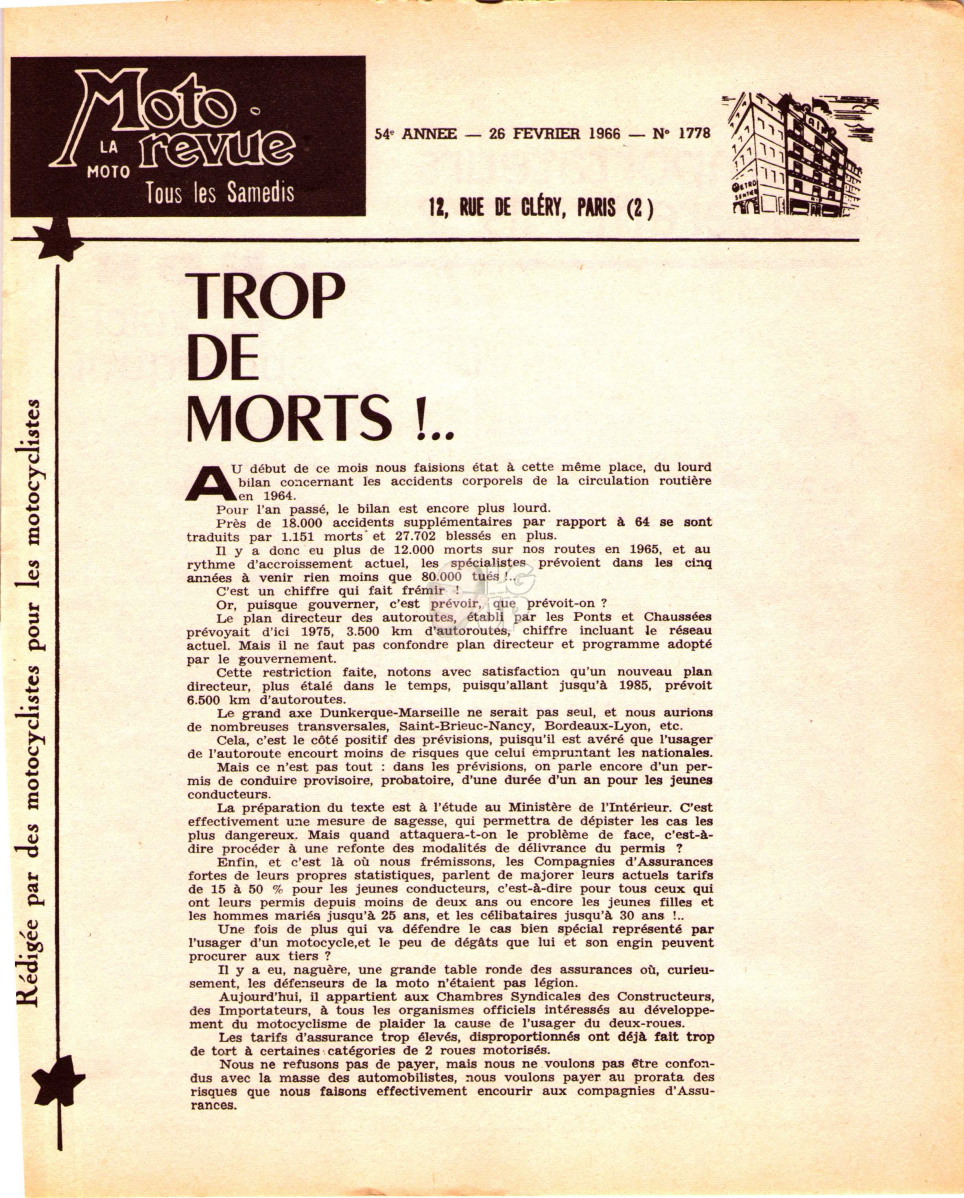 Moto
revue
LA
MOTO
Tous les Samedis
54e ANNEE — 26 FEVRIER 1966 — N° 1778
12, RUE DE CLÉRY, PARIS (2)
METRO
SENTIER
Rédigée par des motocyclistes pour les motocyclistes
TROP
DE
MORTS !..
AU début de ce mois nous faisions état à cette même place, du lourd
bilan concernant les accidents corporels de la circulation routière
en 1964.
Pour l'an passé, le bilan est encore plus lourd.
Près de 18.000 accidents supplémentaires par rapport à 64 se sont
traduits par 1.151 morts et 27.702 blessés en plus.
Il y a donc eu plus de 12.000 morts sur nos routes en 1965, et au
rythme d'accroissement actuel, les spécialistes prévoient dans les cinq
années à venir rien moins que 80.000 tués !..
C'est un chiffre qui fait frémir !
Or, puisque gouverner, c'est prévoir, que prévoit-on ?
Le plan directeur des autoroutes, établi par les Ponts et Chaussées
prévoyait d'ici 1975, 3.500 km d'autoroutes, chiffre incluant le réseau
actuel. Mais il ne faut pas confondre plan directeur et programme adopté
par le gouvernement.
Cette restriction faite, notons avec satisfaction qu'un nouveau plan
directeur, plus étalé dans le temps, puisqu'allant jusqu'à 1985, prévoit
6.500 km d'autoroutes.
Le grand axe Dunkerque-Marseille ne serait pas seul, et nous aurions
de nombreuses transversales, Saint-Brieuc-Nancy, Bordeaux-Lyon, etc.
Cela, c'est le côté positif des prévisions, puisqu'il est avéré que l'usager
de l'autoroute encourt moins de risques que celui empruntant les nationales.
Mais ce n'est pas tout : dans les prévisions, on parle encore d'un per-
mis de conduire provisoire, probatoire, d'une durée d'un an pour les jeunes
conducteurs.
La préparation du texte est à l'étude au Ministère de l'Intérieur. C'est
effectivement une mesure de sagesse, qui permettra de dépister les cas les
plus dangereux. Mais quand attaquera-t-on le problème de face, c'est-à-
dire procéder à une refonte des modalités de délivrance du permis ?
Enfin, et c'est là où nous frémissons, les Compagnies d'Assurances
fortes de leurs propres statistiques, parlent de majorer leurs actuels tarifs
de 15 à 50 % pour les jeunes conducteurs, c'est-à-dire pour tous ceux qui
ont leurs permis depuis moins de deux ans ou encore les jeunes filles et
les hommes mariés jusqu'à 25 ans, et les célibataires jusqu'à 30 ans !..
Une fois de plus qui va défendre le cas bien spécial représenté par
l'usager d'un motocycle,et le peu de dégâts que lui et son engin peuvent
procurer aux tiers ?
Il y a eu, naguère, une grande table ronde des assurances où, curieu-
sement, les défenseurs de la moto n'étaient pas légion.
Aujourd'hui, il appartient aux Chambres Syndicales des Constructeurs,
des Importateurs, à tous les organismes officiels intéressés au développe-
ment du motocyclisme de plaider la cause de l'usager du deux-roues.
Les tarifs d'assurance trop élevés, disproportionnés ont déjà fait trop
de tort à certaines catégories de 2 roues motorisés.
Nous ne refusons pas de payer, mais nous ne voulons pas être confon-
dus avec la masse des automobilistes, nous voulons payer au prorata des
risques que nous faisons effectivement encourir aux compagnies d'Assu-
rances.